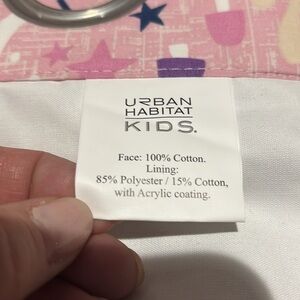 URBAN
HABITAT
KIDS.
Face: 100% Cotton.
Lining:
85% Polyester / 15% Cotton,
with Acrylic coating.